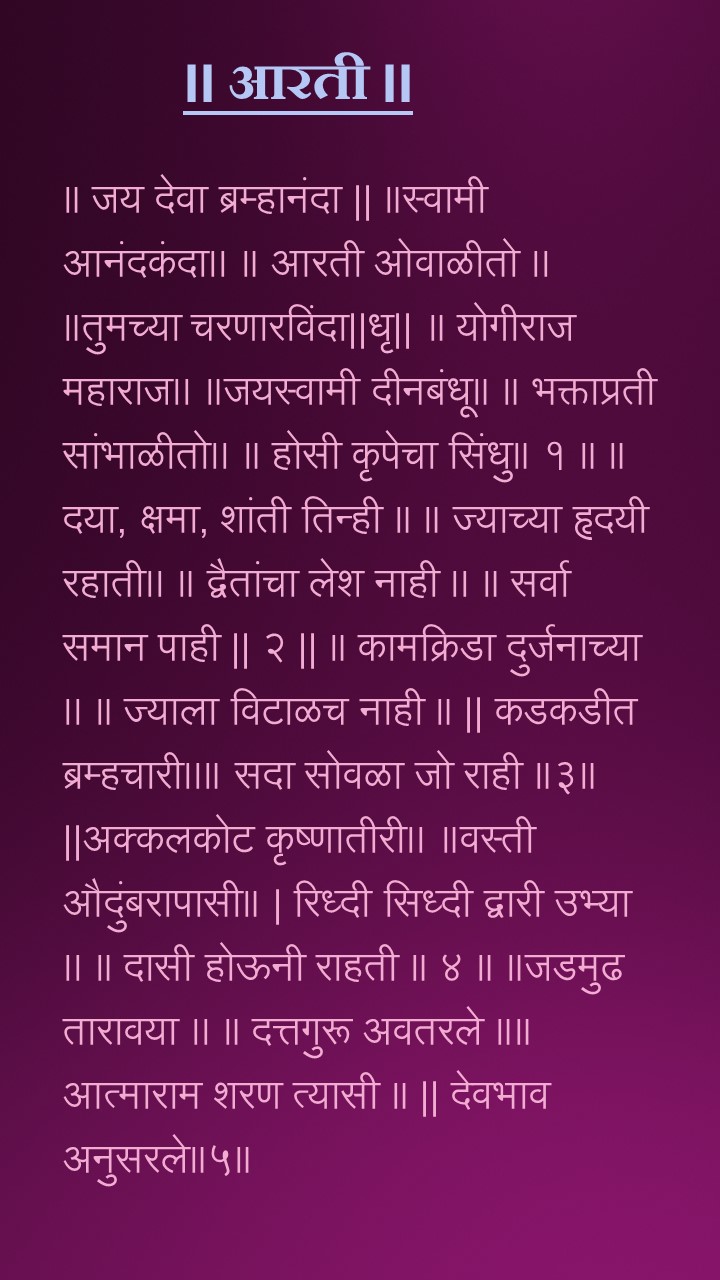 || आरती ||
॥ जय देवा ब्रम्हानंदा || ॥स्वामी
आनंदकंदा॥ ॥ आरती ओवाळीतो ॥
॥तुमच्या चरणारविंदा||धृ|| ॥ योगीराज
महाराज॥ ॥जयस्वामी दीनबंधू॥ ॥ भक्ताप्रती
सांभाळीतो॥ ॥ होसी कृपेचा सिंधु॥ १ ॥ ॥
दया, क्षमा, शांती तिन्ही ॥ ॥ ज्याच्या हृदयी
रहाती॥ ॥ द्वैतांचा लेश नाही ॥ ॥ सर्वा
समान पाही || २ || ॥ कामक्रिडा दुर्जनाच्या
॥ ॥ ज्याला विटाळच नाही ॥ || कडकडीत
ब्रम्हचारी॥॥ सदा सोवळा जो राही ॥३॥
||अक्कलकोट कृष्णातीरी॥ ॥वस्ती
औदुंबरापासी॥ | रिध्दी सिध्दी द्वारी उभ्या
॥ ॥ दासी होऊनी राहती ॥ ४ ॥ ॥जडमुढ
तारावया ॥ ॥ दत्तगुरू अवतरले ॥॥
आत्माराम शरण त्यासी ॥ || देवभाव
अनुसरले॥५॥